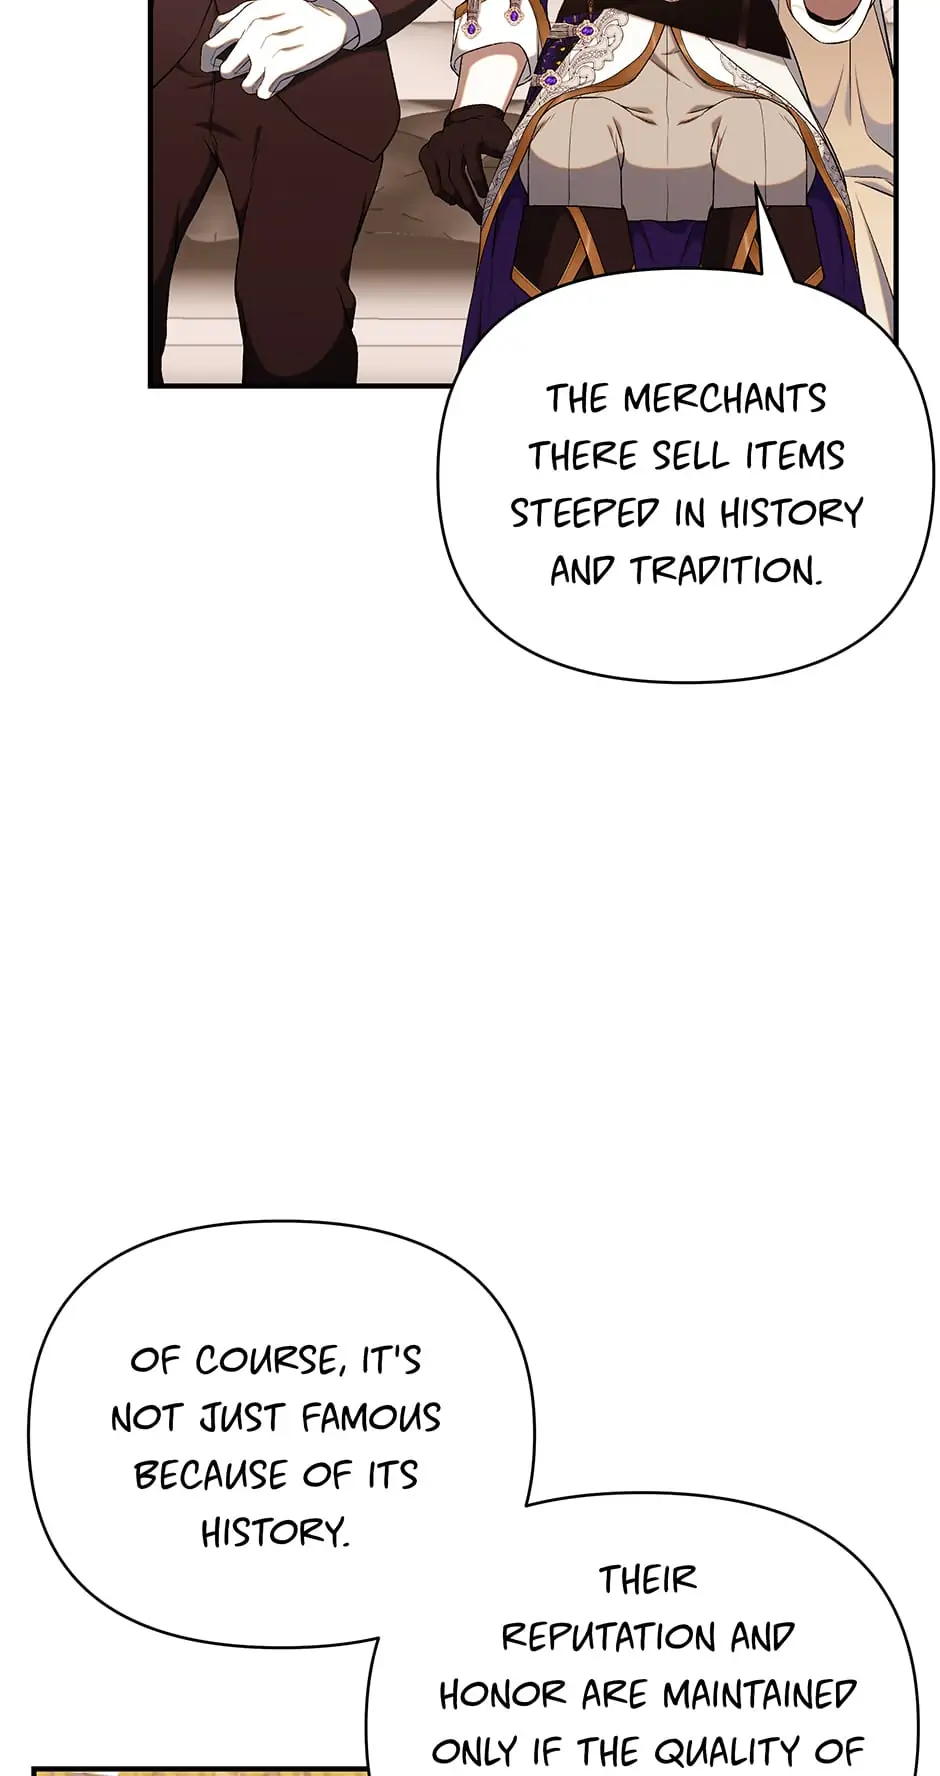 THE MERCHANTS
THERE SELL ITEMS
STEEPED IN HISTORY
AND TRADITION.
OF COURSE, IT'S
NOT JUST FAMOUS
BECAUSE OF ITS
HISTORY.
THEIR
REPUTATION AND
HONOR ARE MAINTAINED
ONLY IF THE QUALITY OF